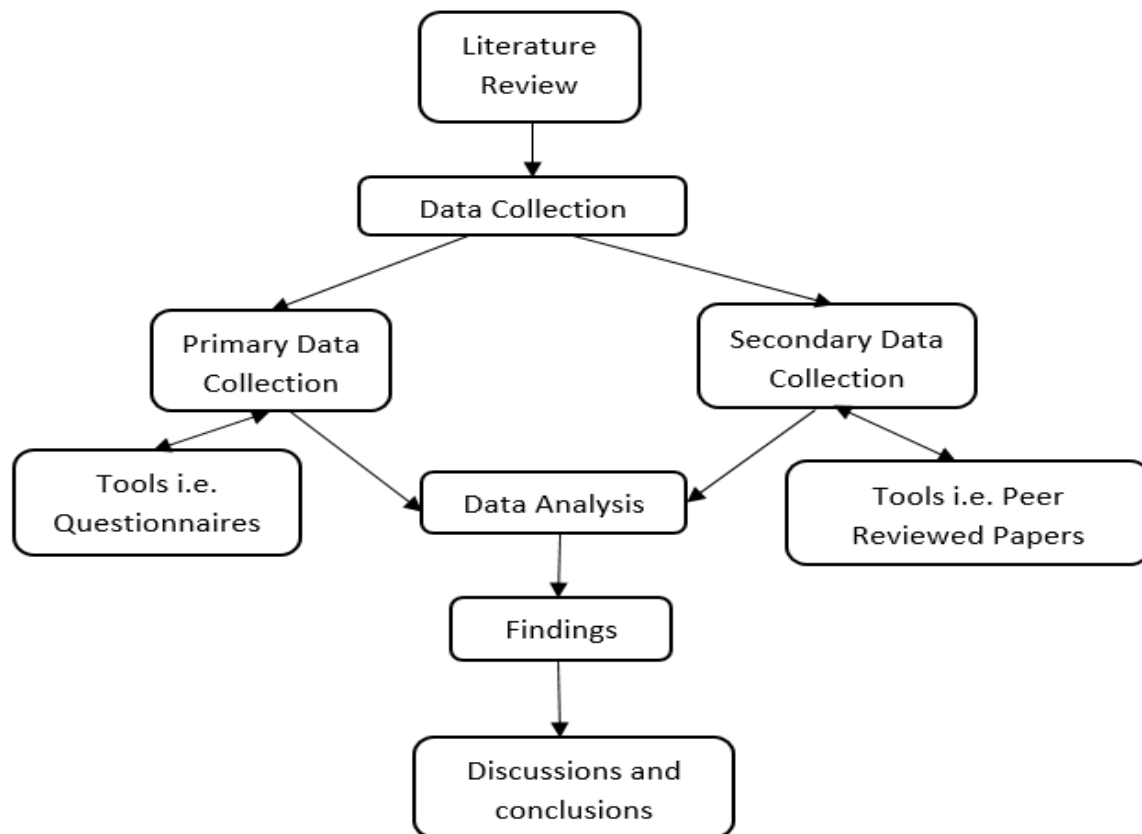 Literature
Review
Data Collection
Primary Data
Collection
Secondary Data
Collection
Tools i.e.
Questionnaires
Data Analysis
Tools i.e. Peer
Reviewed Papers
Findings
Discussions and
conclusions